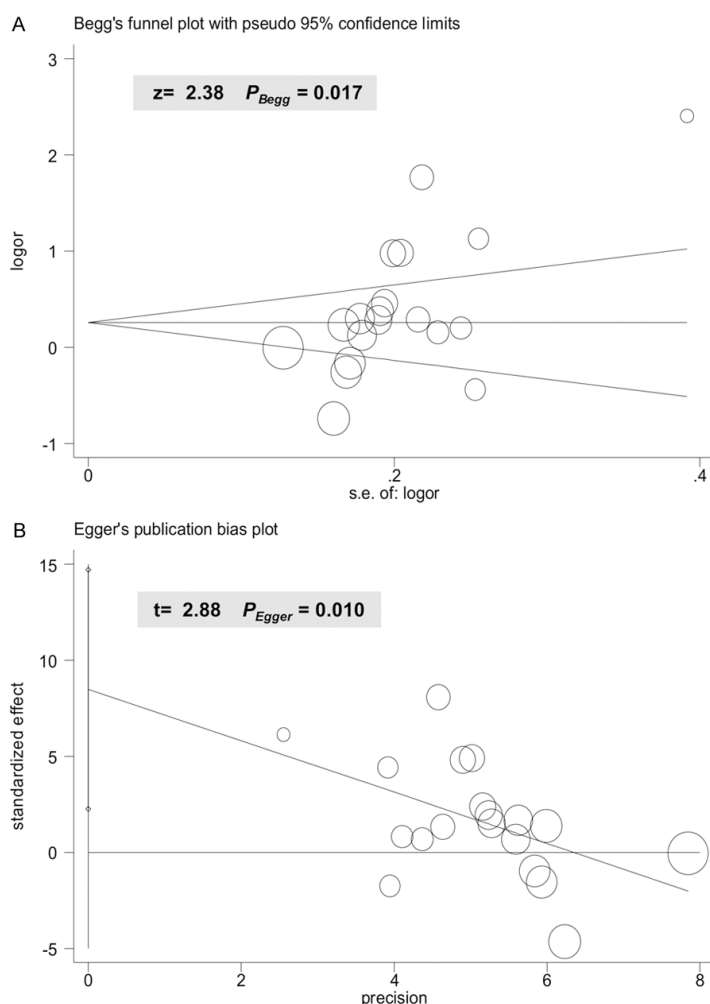 A
Begg's funnel plot with pseudo 95% confidence limits
z= 2.38 PBegg = 0.017
3
2
1
0
-1
logor
0 .2 .4
s.e. of: logor
B
Egger's publication bias plot
t= 2.88 PEgger = 0.010
15
10
5
0
-5
standardized effect
0 2 4 6 8
precision